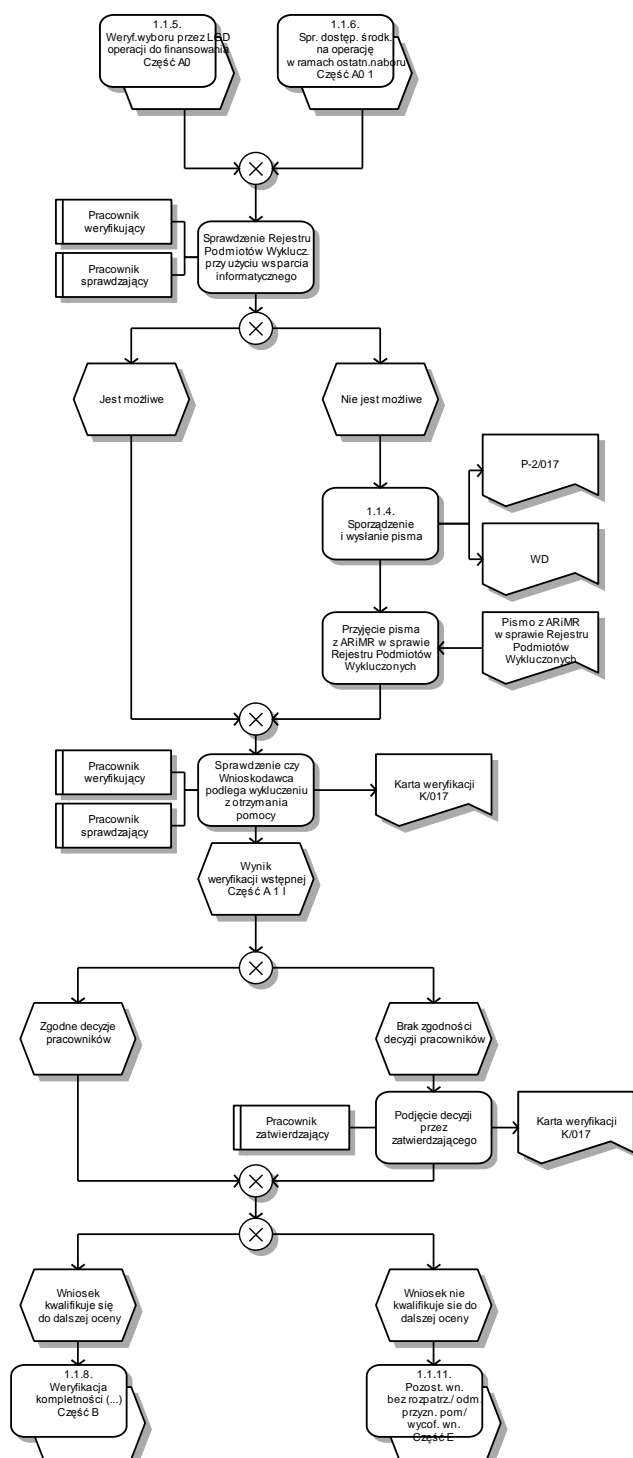 1.1.5.
Weryf.wyboru przez LGD
operacji do finansowania
Część A0
1.1.6.
Spr. dostęp. środk.
na operację
w ramach ostatn.naboru
Część A0 1
Pracownik
weryfikujący
Pracownik
sprawdzający
Sprawdzenie Rejestru
Podmiotów Wyklucz.
przy użyciu wsparcia
informatycznego
Jest możliwe
Nie jest możliwe
1.1.4.
Sporządzenie
i wysłanie pisma
P-2/017
WD
Przyjęcie pisma
z ARiMR w sprawie
Rejestru Podmiotów
Wykluczonych
Pismo z ARiMR
w sprawie Rejestru
Podmiotów
Wykluczonych
Pracownik
weryfikujący
Pracownik
sprawdzający
Sprawdzenie czy
Wnioskodawca
podlega wykluczeniu
z otrzymania
pomocy
Karta weryfikacji
K/017
Wynik
weryfikacji wstępnej
Część A 1 I
Zgodne decyzje
pracowników
Brak zgodności
decyzji pracowników
Pracownik
zatwierdzający
Podjęcie decyzji
przez
zatwierdzającego
Karta weryfikacji
K/017
Wniosek
kwalifikuje się
do dalszej oceny
Wniosek nie
kwalifikuje sie do
dalszej oceny
1.1.8.
Weryfikacja
kompletności (...)
Część B
1.1.11.
Pozost. wn.
bez rozpatrz./ odm.
przyzn. pom/
wycof. wn.
Część E